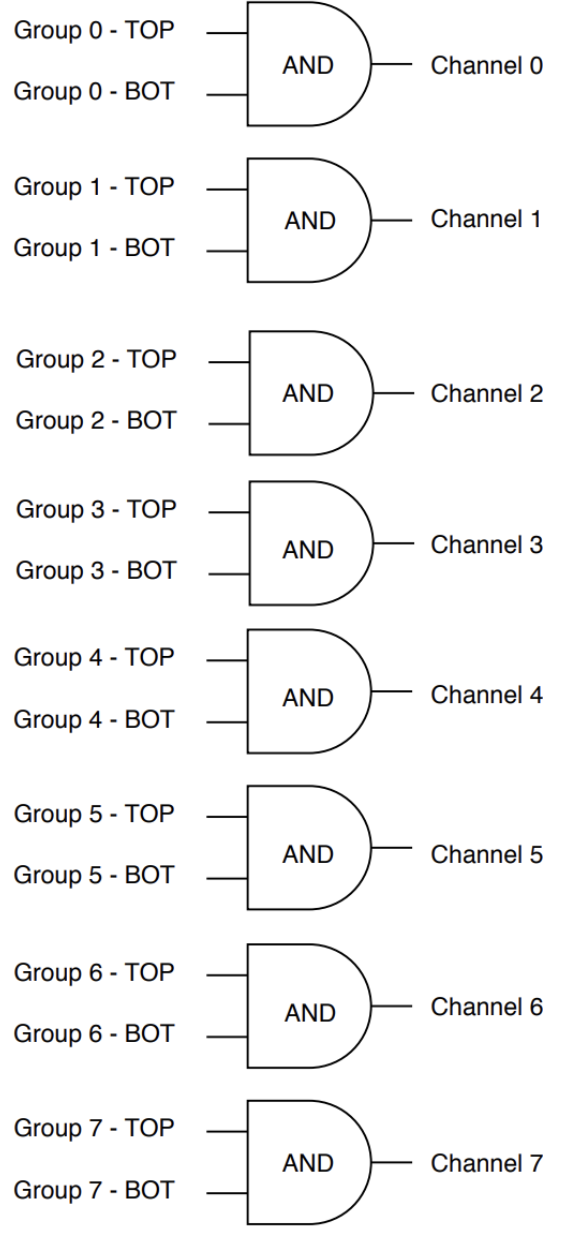 Group 0 - TOP
AND
Channel 0
Group 0 - BOT
Group 1 - TOP
AND
Channel 1
Group 1 - BOT
Group 2 - TOP
AND
Channel 2
Group 2 - BOT
Group 3 - TOP
AND
Channel 3
Group 3 - BOT
Group 4 - TOP
AND
Channel 4
Group 4 - BOT
Group 5 - TOP
AND
Channel 5
Group 5 - BOT
Group 6 - TOP
AND
Channel 6
Group 6 - BOT
Group 7 - TOP
AND
Channel 7
Group 7 - BOT